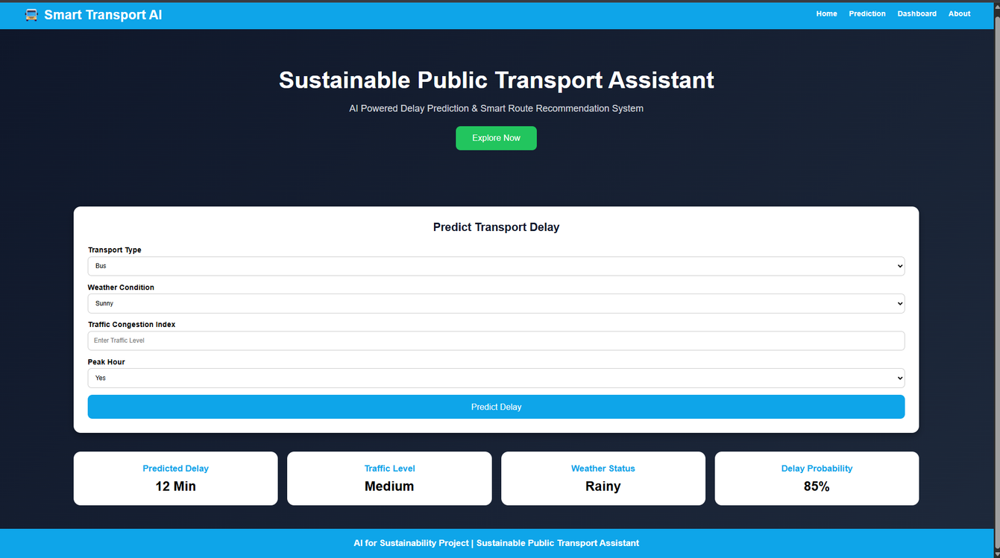 Smart Transport AI
Home Prediction Dashboard About
Sustainable Public Transport Assistant
AI Powered Delay Prediction & Smart Route Recommendation System
Explore Now
Predict Transport Delay
Transport Type
Bus
Weather Condition
Sunny
Traffic Congestion Index
Enter Traffic Level
Peak Hour
Yes
Predict Delay
Predicted Delay
12 Min
Traffic Level
Medium
Weather Status
Rainy
Delay Probability
85%
AI for Sustainability Project | Sustainable Public Transport Assistant